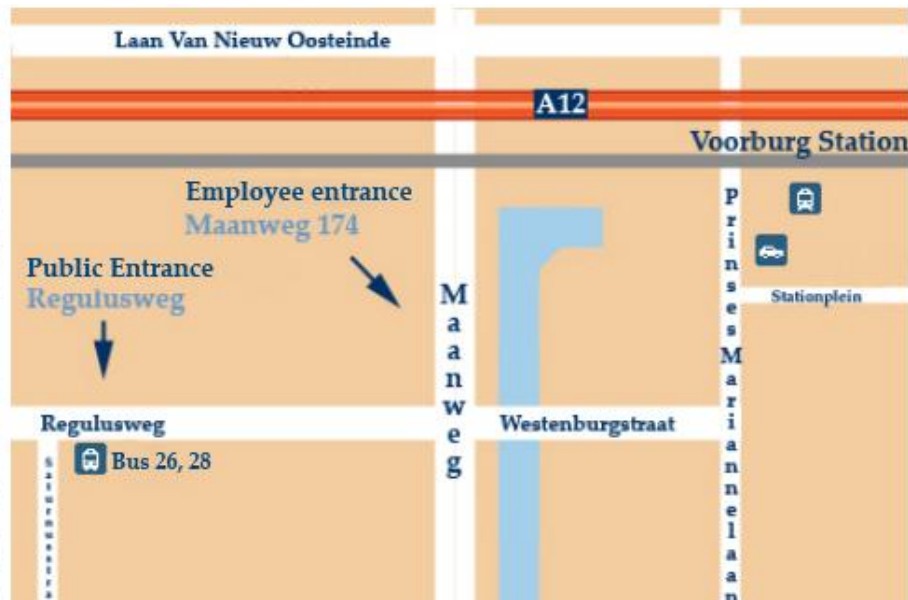 Laan Van Nieuw Oosteinde
A12
Voorburg Station
Employee entrance
Maanweg 174
Public Entrance
Regulusweg
Maanweg
Prinses Mariannelaan
Stationplein
Regulusweg
Westenburgstraat
Bus 26, 28